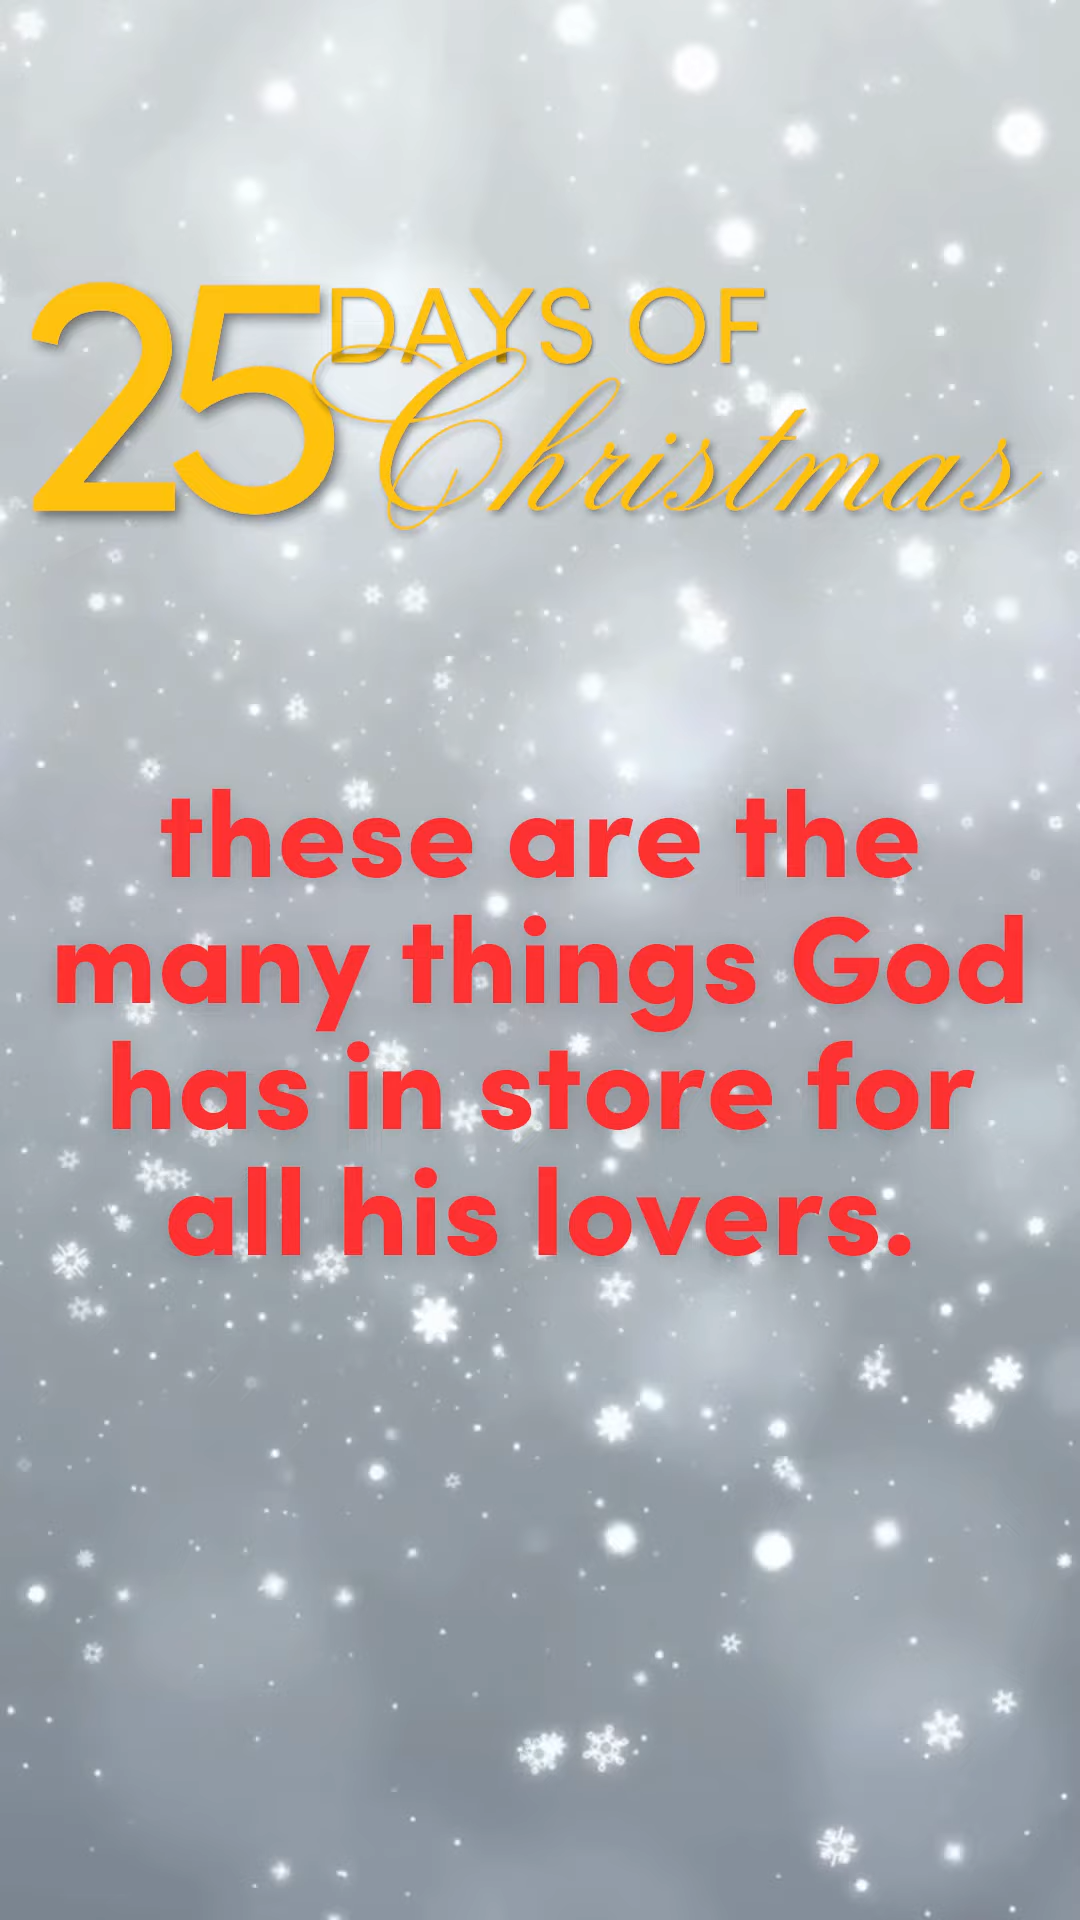 25 DAYS OF
Christmas
these are the
many things God
has in store for
all his lovers.